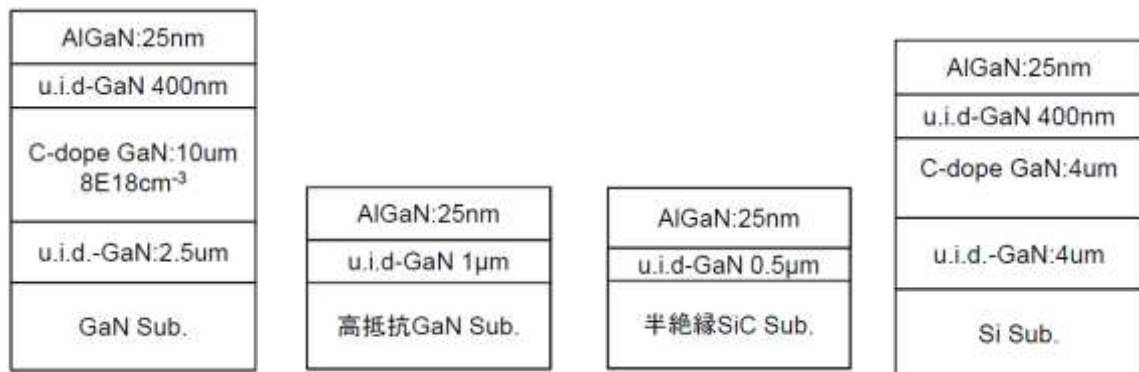 AlGaN:25nm
u.i.d-GaN 400nm
C-dope GaN:10um
8E18cm⁻³
u.i.d.-GaN:2.5um
GaN Sub.
AlGaN:25nm
u.i.d-GaN 1μm
高抵抗GaN Sub.
AlGaN:25nm
u.i.d-GaN 0.5μm
半絶縁SiC Sub.
AlGaN:25nm
u.i.d-GaN 400nm
C-dope GaN:4um
u.i.d.-GaN:4um
Si Sub.